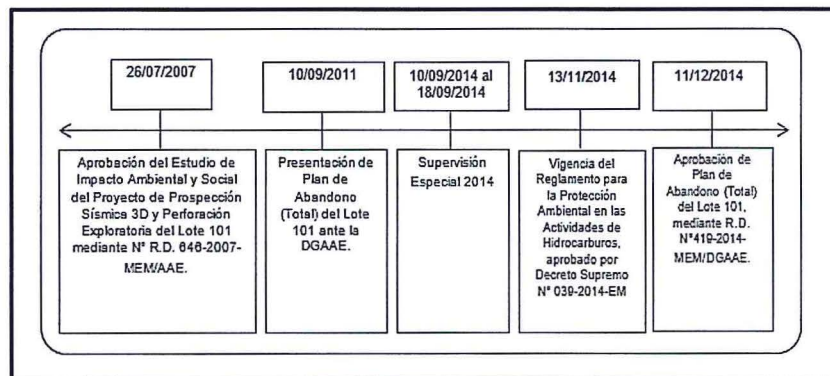 26/07/2007
10/09/2011
10/09/2014 al
18/09/2014
13/11/2014
11/12/2014
Aprobación del Estudio de
Impacto Ambiental y Social
del Proyecto de Prospección
Sísmica 3D y Perforación
Exploratoria del Lote 101
mediante N° R.D. 646-2007-
MEM/AAE.
Presentación de
Plan de
Abandono
(Total) del Lote
101 ante la
DGAAE.
Supervisión
Especial 2014
Vigencia del
Reglamento para
la Protección
Ambiental en las
Actividades de
Hidrocarburos,
aprobado por
Decreto Supremo
N° 039-2014-EM
Aprobación de
Plan de
Abandono (Total)
del Lote 101,
mediante R.D.
N°419-2014-
MEM/DGAAE.